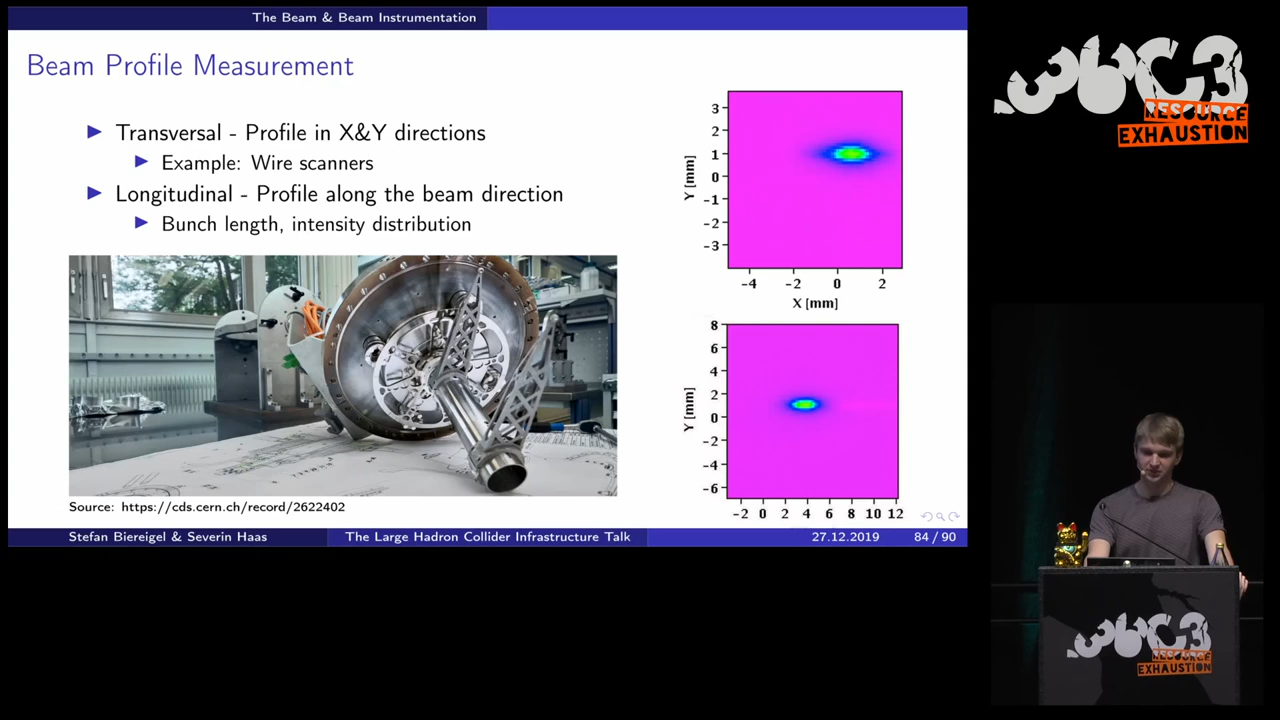 The Beam & Beam Instrumentation
Beam Profile Measurement
Transversal - Profile in X&Y directions
Example: Wire scanners
Longitudinal - Profile along the beam direction
Bunch length, intensity distribution
Source: https://cds.cern.ch/record/2622402
3
2
1
0
-1
-2
-3
Y [mm]
-4 -2 0 2
X [mm]
8
6
4
2
0
-2
-4
-6
Y [mm]
-2 0 2 4 6 8 10 12
Stefan Biereigel & Severin Haas The Large Hadron Collider Infrastructure Talk 27.12.2019 84 / 90
36C3
RESOURCE
EXHAUSTION
36C3
RESOURCE
EXHAUSTION